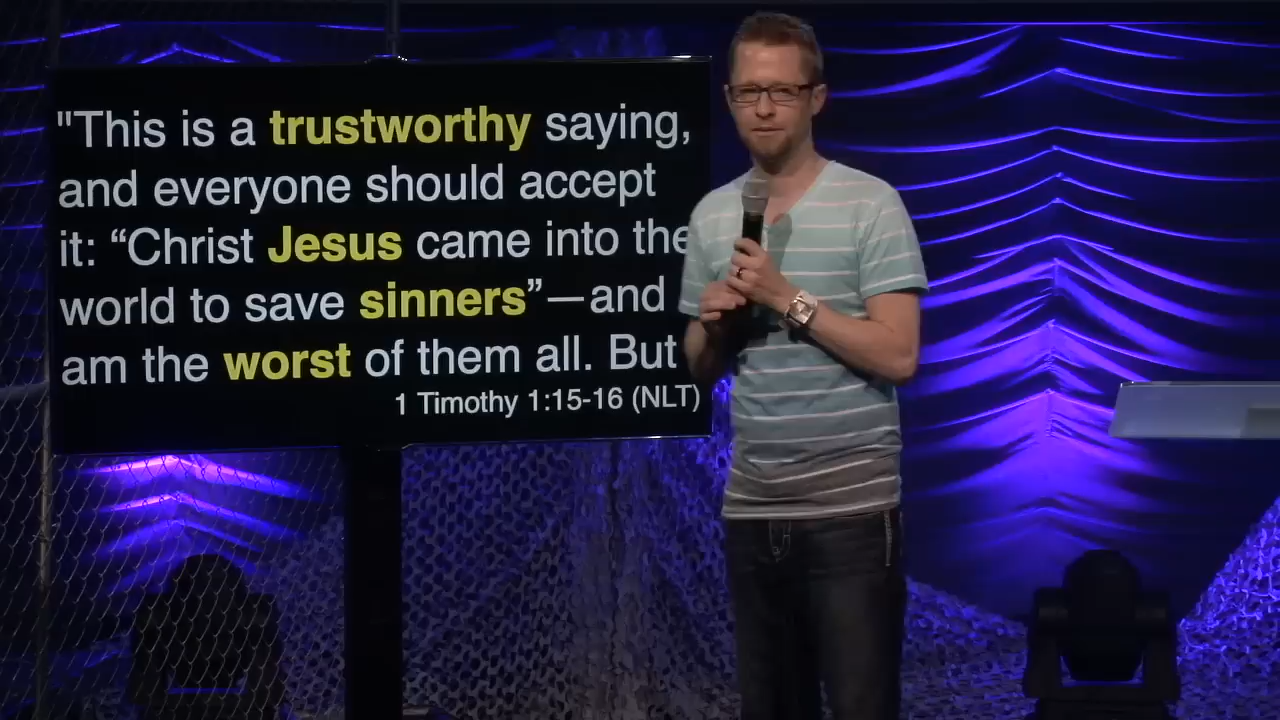 "This is a trustworthy saying,
and everyone should accept
it: “Christ Jesus came into the
world to save sinners”—and
am the worst of them all. But
1 Timothy 1:15-16 (NLT)